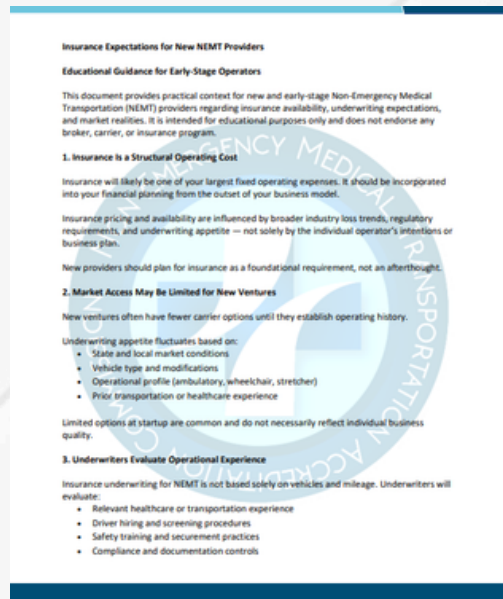 Insurance Expectations for New NEMT Providers
Educational Guidance for Early-Stage Operators
This document provides practical context for new and early-stage Non-Emergency Medical
Transportation (NEMT) providers regarding insurance availability, underwriting expectations,
and market realities. It is intended for educational purposes only and does not endorse any
broker, carrier, or insurance program.
1. Insurance Is a Structural Operating Cost
Insurance will likely be one of your largest fixed operating expenses. It should be incorporated
into your financial planning from the outset of your business model.
Insurance pricing and availability are influenced by broader industry loss trends, regulatory
requirements, and underwriting appetite — not solely by the individual operator's intentions or
business plan.
New providers should plan for insurance as a foundational requirement, not an afterthought.
2. Market Access May Be Limited for New Ventures
New ventures often have fewer carrier options until they establish operating history.
Underwriting appetite fluctuates based on:
• State and local market conditions
• Vehicle type and modifications
• Operational profile (ambulatory, wheelchair, stretcher)
• Prior transportation or healthcare experience
Limited options at startup are common and do not necessarily reflect individual business
quality.
3. Underwriters Evaluate Operational Experience
Insurance underwriting for NEMT is not based solely on vehicles and mileage. Underwriters will
evaluate:
• Relevant healthcare or transportation experience
• Driver hiring and screening procedures
• Safety training and securement practices
• Compliance and documentation controls